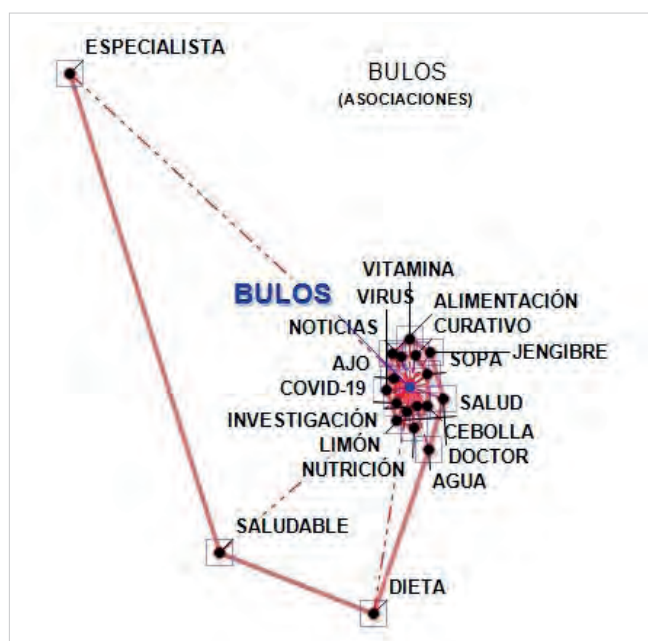 ESPECIALISTA
BULOS
(ASOCIACIONES)
VITAMINA
BULOS
VIRUS
ALIMENTACIÓN
NOTICIAS
CURATIVO
JENGIBRE
AJO
SOPA
COVID-19
SALUD
INVESTIGACIÓN
CEBOLLA
LIMÓN
DOCTOR
NUTRICIÓN
AGUA
SALUDABLE
DIETA